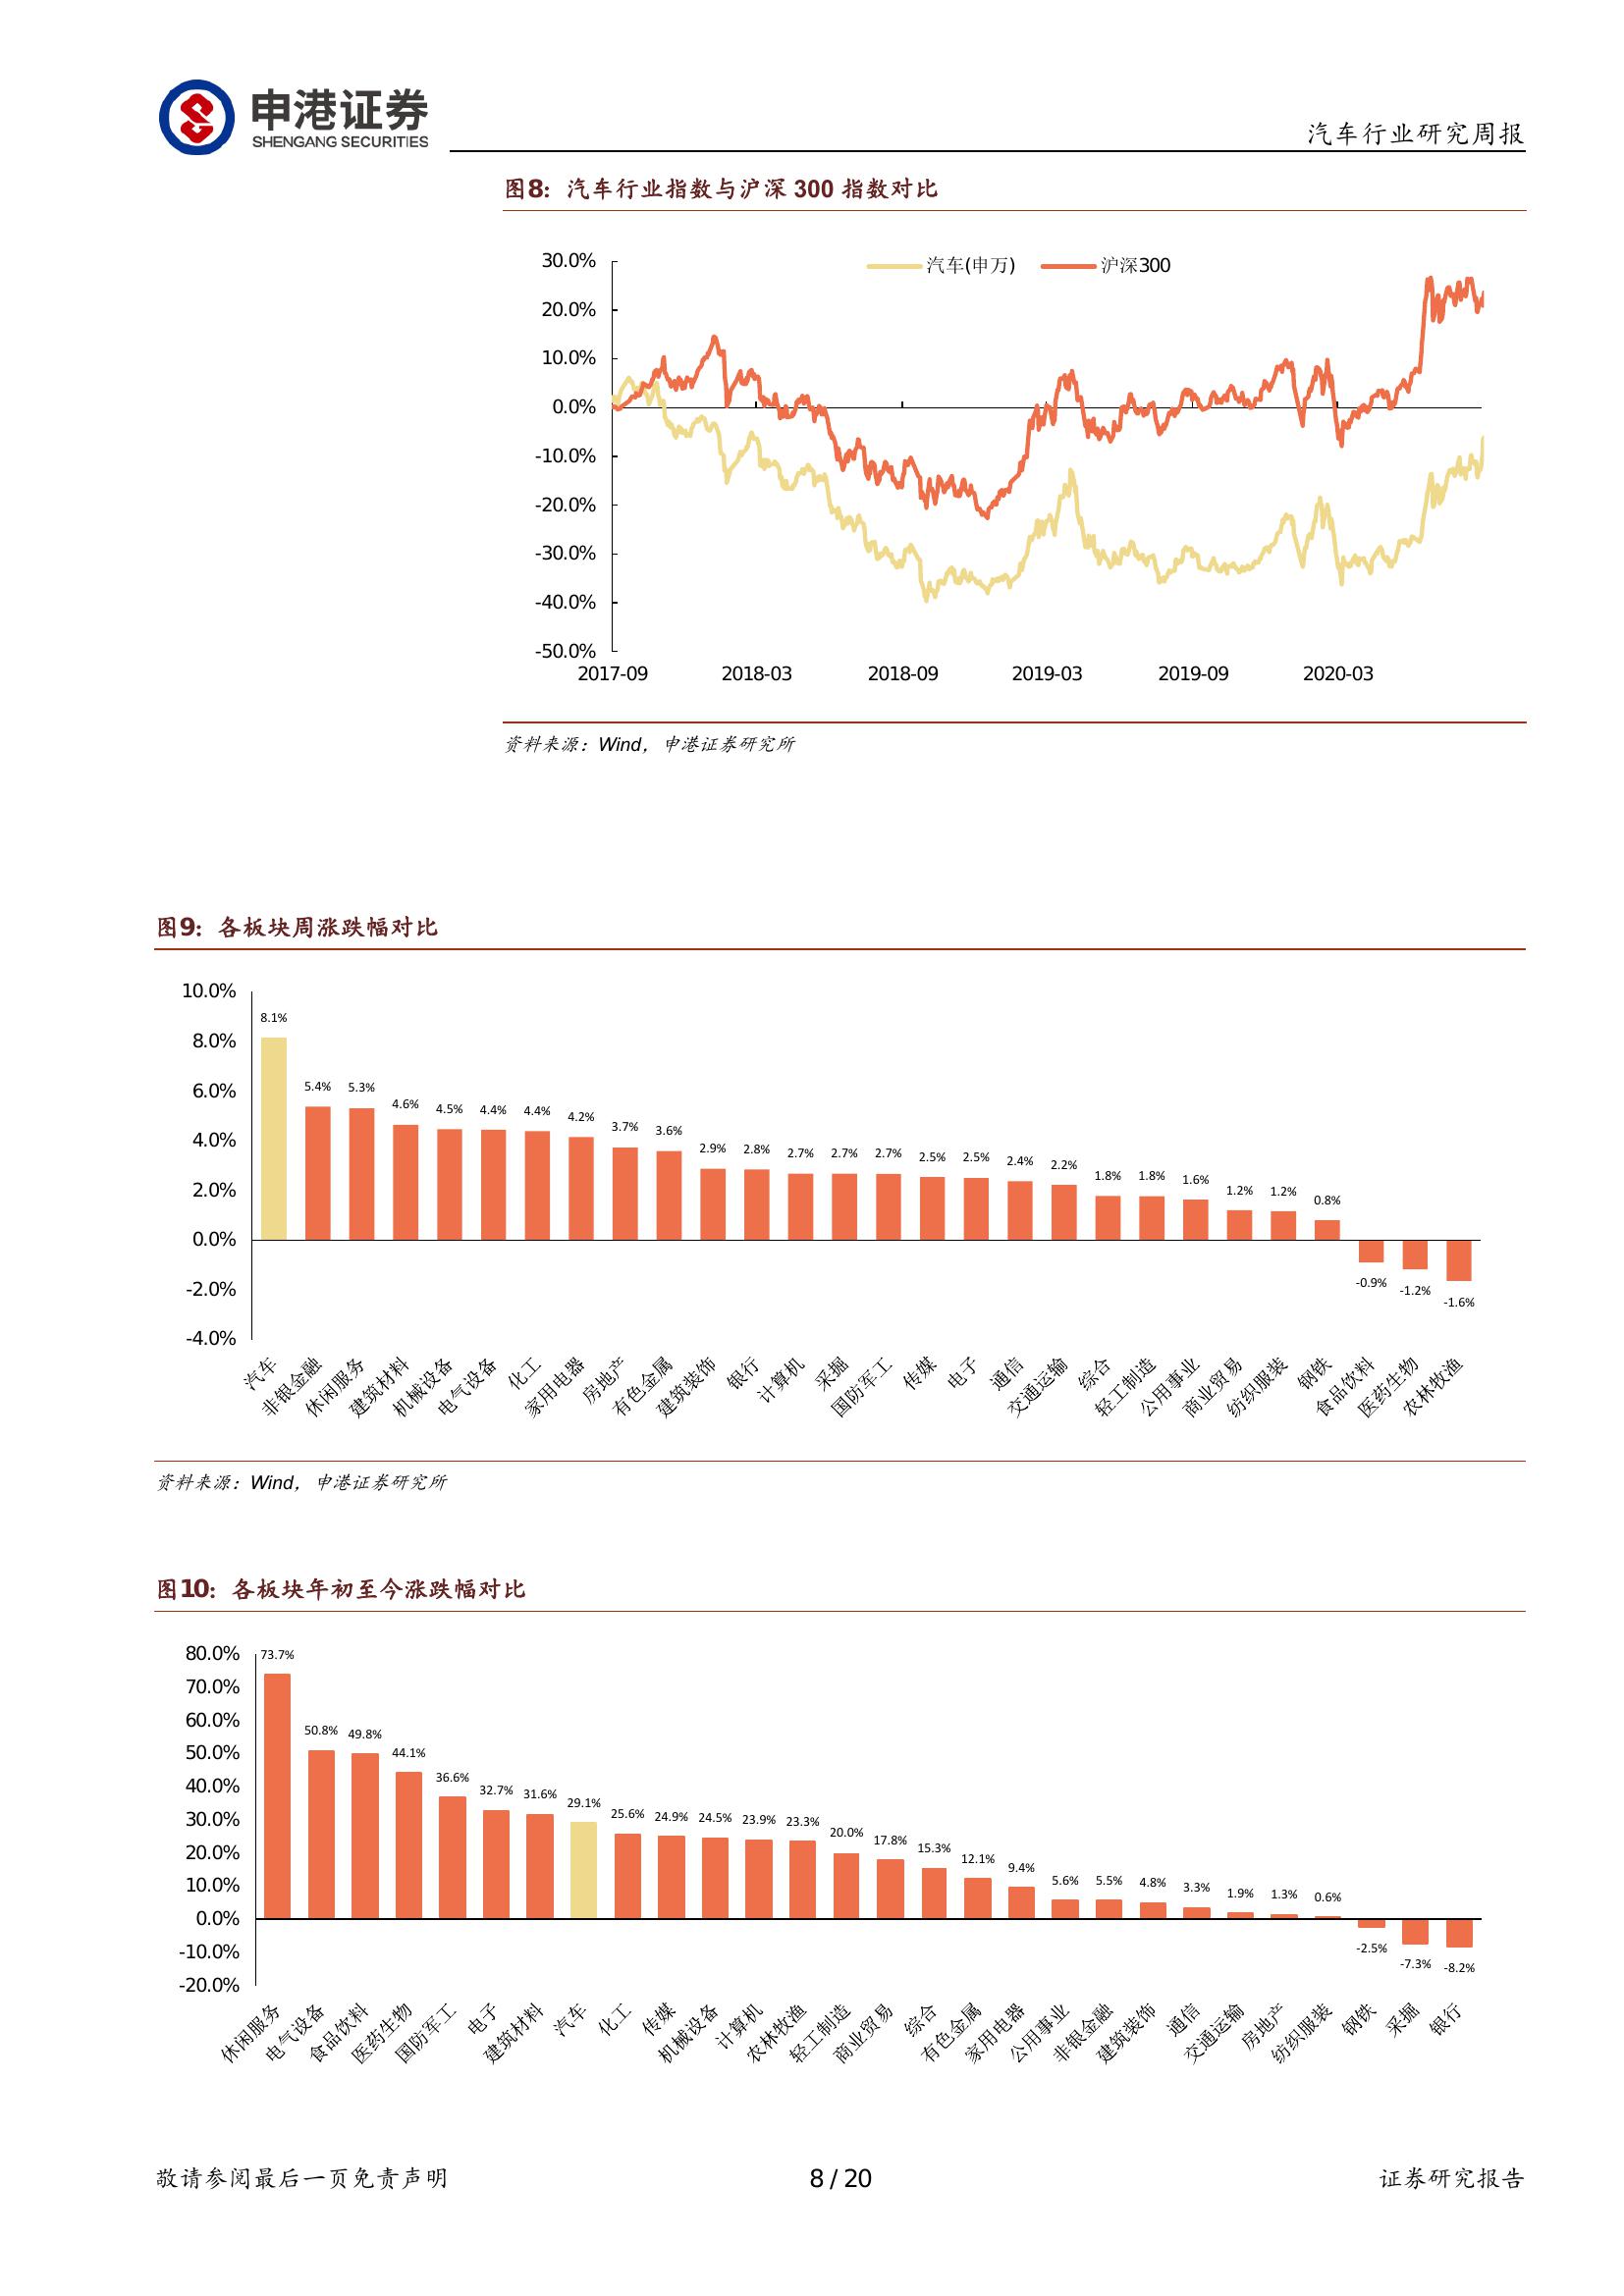 申港证券
SHENGANG SECURITIES
汽车行业研究周报
图8：汽车行业指数与沪深 300 指数对比
汽车(申万) 沪深300
30.0%
20.0%
10.0%
0.0%
-10.0%
-20.0%
-30.0%
-40.0%
-50.0%
2017-09 2018-03 2018-09 2019-03 2019-09 2020-03
资料来源：Wind，申港证券研究所
图9：各板块周涨跌幅对比
10.0%
8.0%
6.0%
4.0%
2.0%
0.0%
-2.0%
-4.0%
8.1% 5.4% 5.3% 4.6% 4.5% 4.4% 4.4% 4.2% 3.7% 3.6% 2.9% 2.8% 2.7% 2.7% 2.7% 2.5% 2.5% 2.4% 2.2% 1.8% 1.8% 1.6% 1.2% 1.2% 0.8% -0.9% -1.2% -1.6%
汽车 非银金融 休闲服务 建筑材料 机械设备 电气设备 化工 家用电器 房地产 有色金属 建筑装饰 银行 计算机 采掘 国防军工 传媒 电子 通信 交通运输 综合 轻工制造 公用事业 商业贸易 纺织服装 钢铁 食品饮料 医药生物 农林牧渔
资料来源：Wind，申港证券研究所
图10：各板块年初至今涨跌幅对比
80.0%
70.0%
60.0%
50.0%
40.0%
30.0%
20.0%
10.0%
0.0%
-10.0%
-20.0%
73.7% 50.8% 49.8% 44.1% 36.6% 32.7% 31.6% 29.1% 25.6% 24.9% 24.5% 23.9% 23.3% 20.0% 17.8% 15.3% 12.1% 9.4% 5.6% 5.5% 4.8% 3.3% 1.9% 1.3% 0.6% -2.5% -7.3% -8.2%
休闲服务 电气设备 食品饮料 医药生物 国防军工 电子 建筑材料 汽车 化工 传媒 机械设备 计算机 农林牧渔 轻工制造 商业贸易 综合 有色金属 家用电器 公用事业 非银金融 建筑装饰 通信 交通运输 房地产 纺织服装 钢铁 采掘 银行
敬请参阅最后一页免责声明
8 / 20
证券研究报告